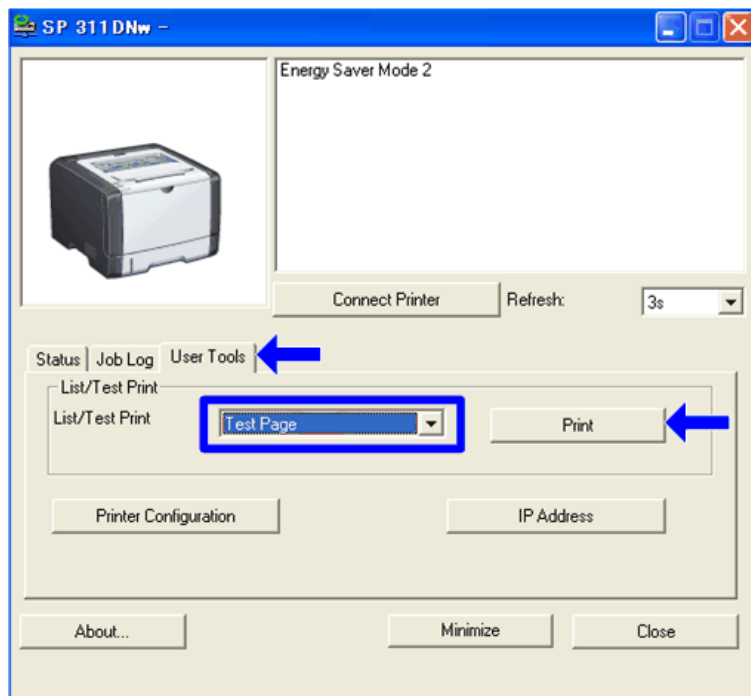 SP 311DNw -
Energy Saver Mode 2
Connect Printer Refresh: 3s
Status Job Log User Tools
List/Test Print
List/Test Print Test Page Print
Printer Configuration IP Address
About... Minimize Close